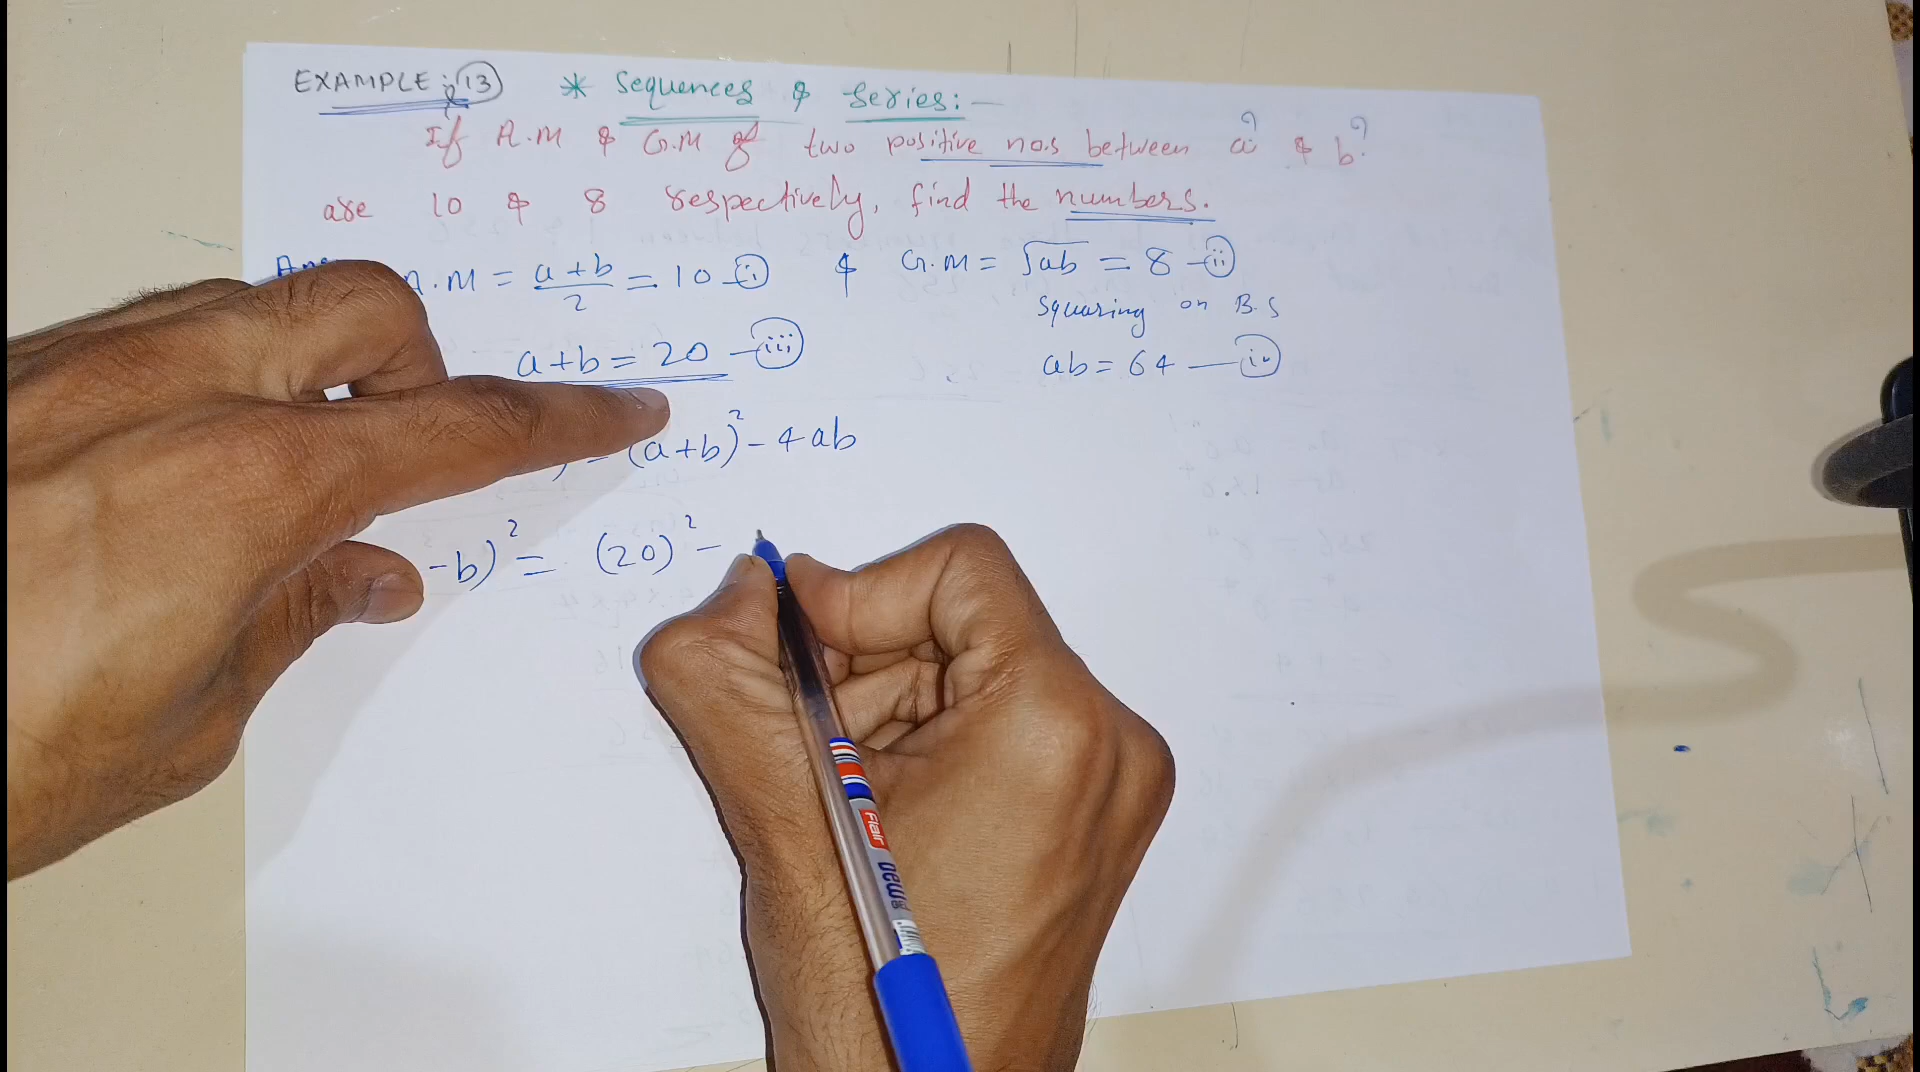 EXAMPLE :- 13 * Sequences & Series:-
If A.M & G.M of two positive nos between a? & b?
are 10 & 8 respectively, find the numbers.
A.M = a+b/2 = 10 - (i) & G.M = √ab = 8 - (ii)
squaring on B.S
a+b = 20 - (iii) ab = 64 - (iv)
) = (a+b)² - 4ab
-b)² = (20)² -
Flair